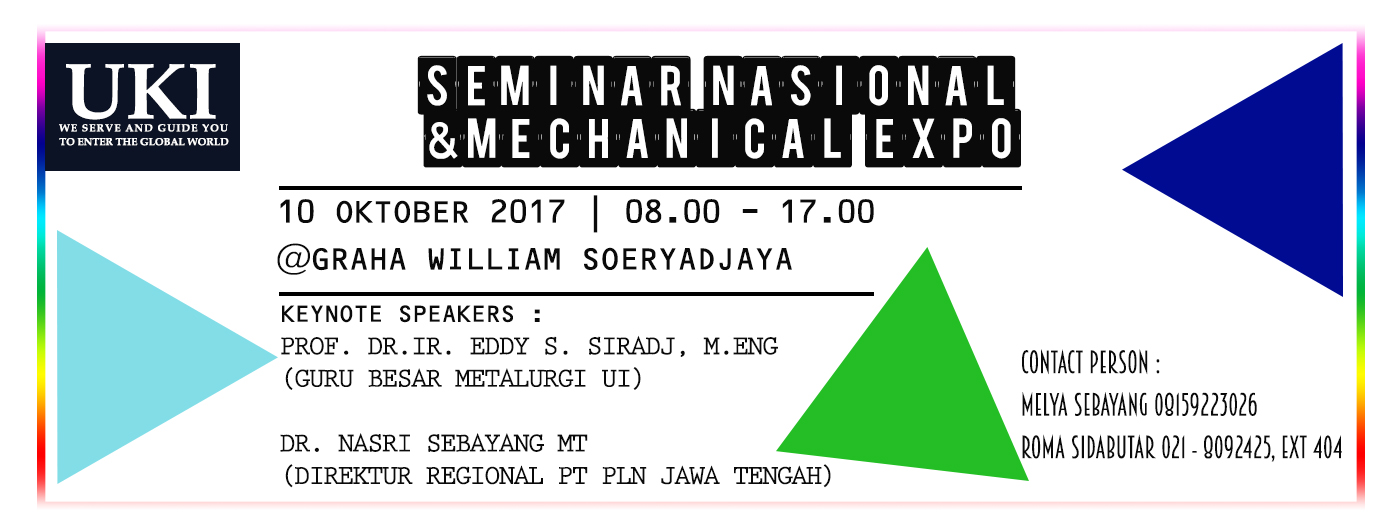 UKI
WE SERVE AND GUIDE YOU
TO ENTER THE GLOBAL WORLD
SEMINAR NASIONAL
&MECHANICAL EXPO
10 OKTOBER 2017 | 08.00 - 17.00
@GRAHA WILLIAM SOERYADJAYA
KEYNOTE SPEAKERS :
PROF. DR.IR. EDDY S. SIRADJ, M.ENG
(GURU BESAR METALURGI UI)
DR. NASRI SEBAYANG MT
(DIREKTUR REGIONAL PT PLN JAWA TENGAH)
CONTACT PERSON :
MELYA SEBAYANG 08159223026
ROMA SIDABUTAR 021 - 8092425, EXT 404